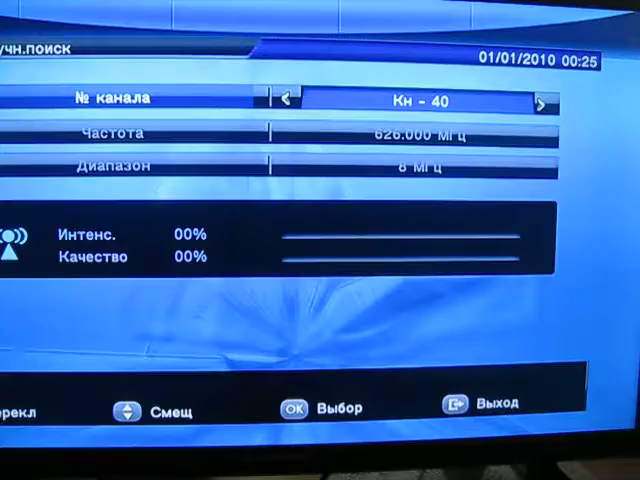 учн.поиск
01/01/2010 00:25
№ канала Кн - 40
Частота 626.000 МГц
Диапазон 8 МГц
Интенс. 00%
Качество 00%
Смещ OK Выбор Выход